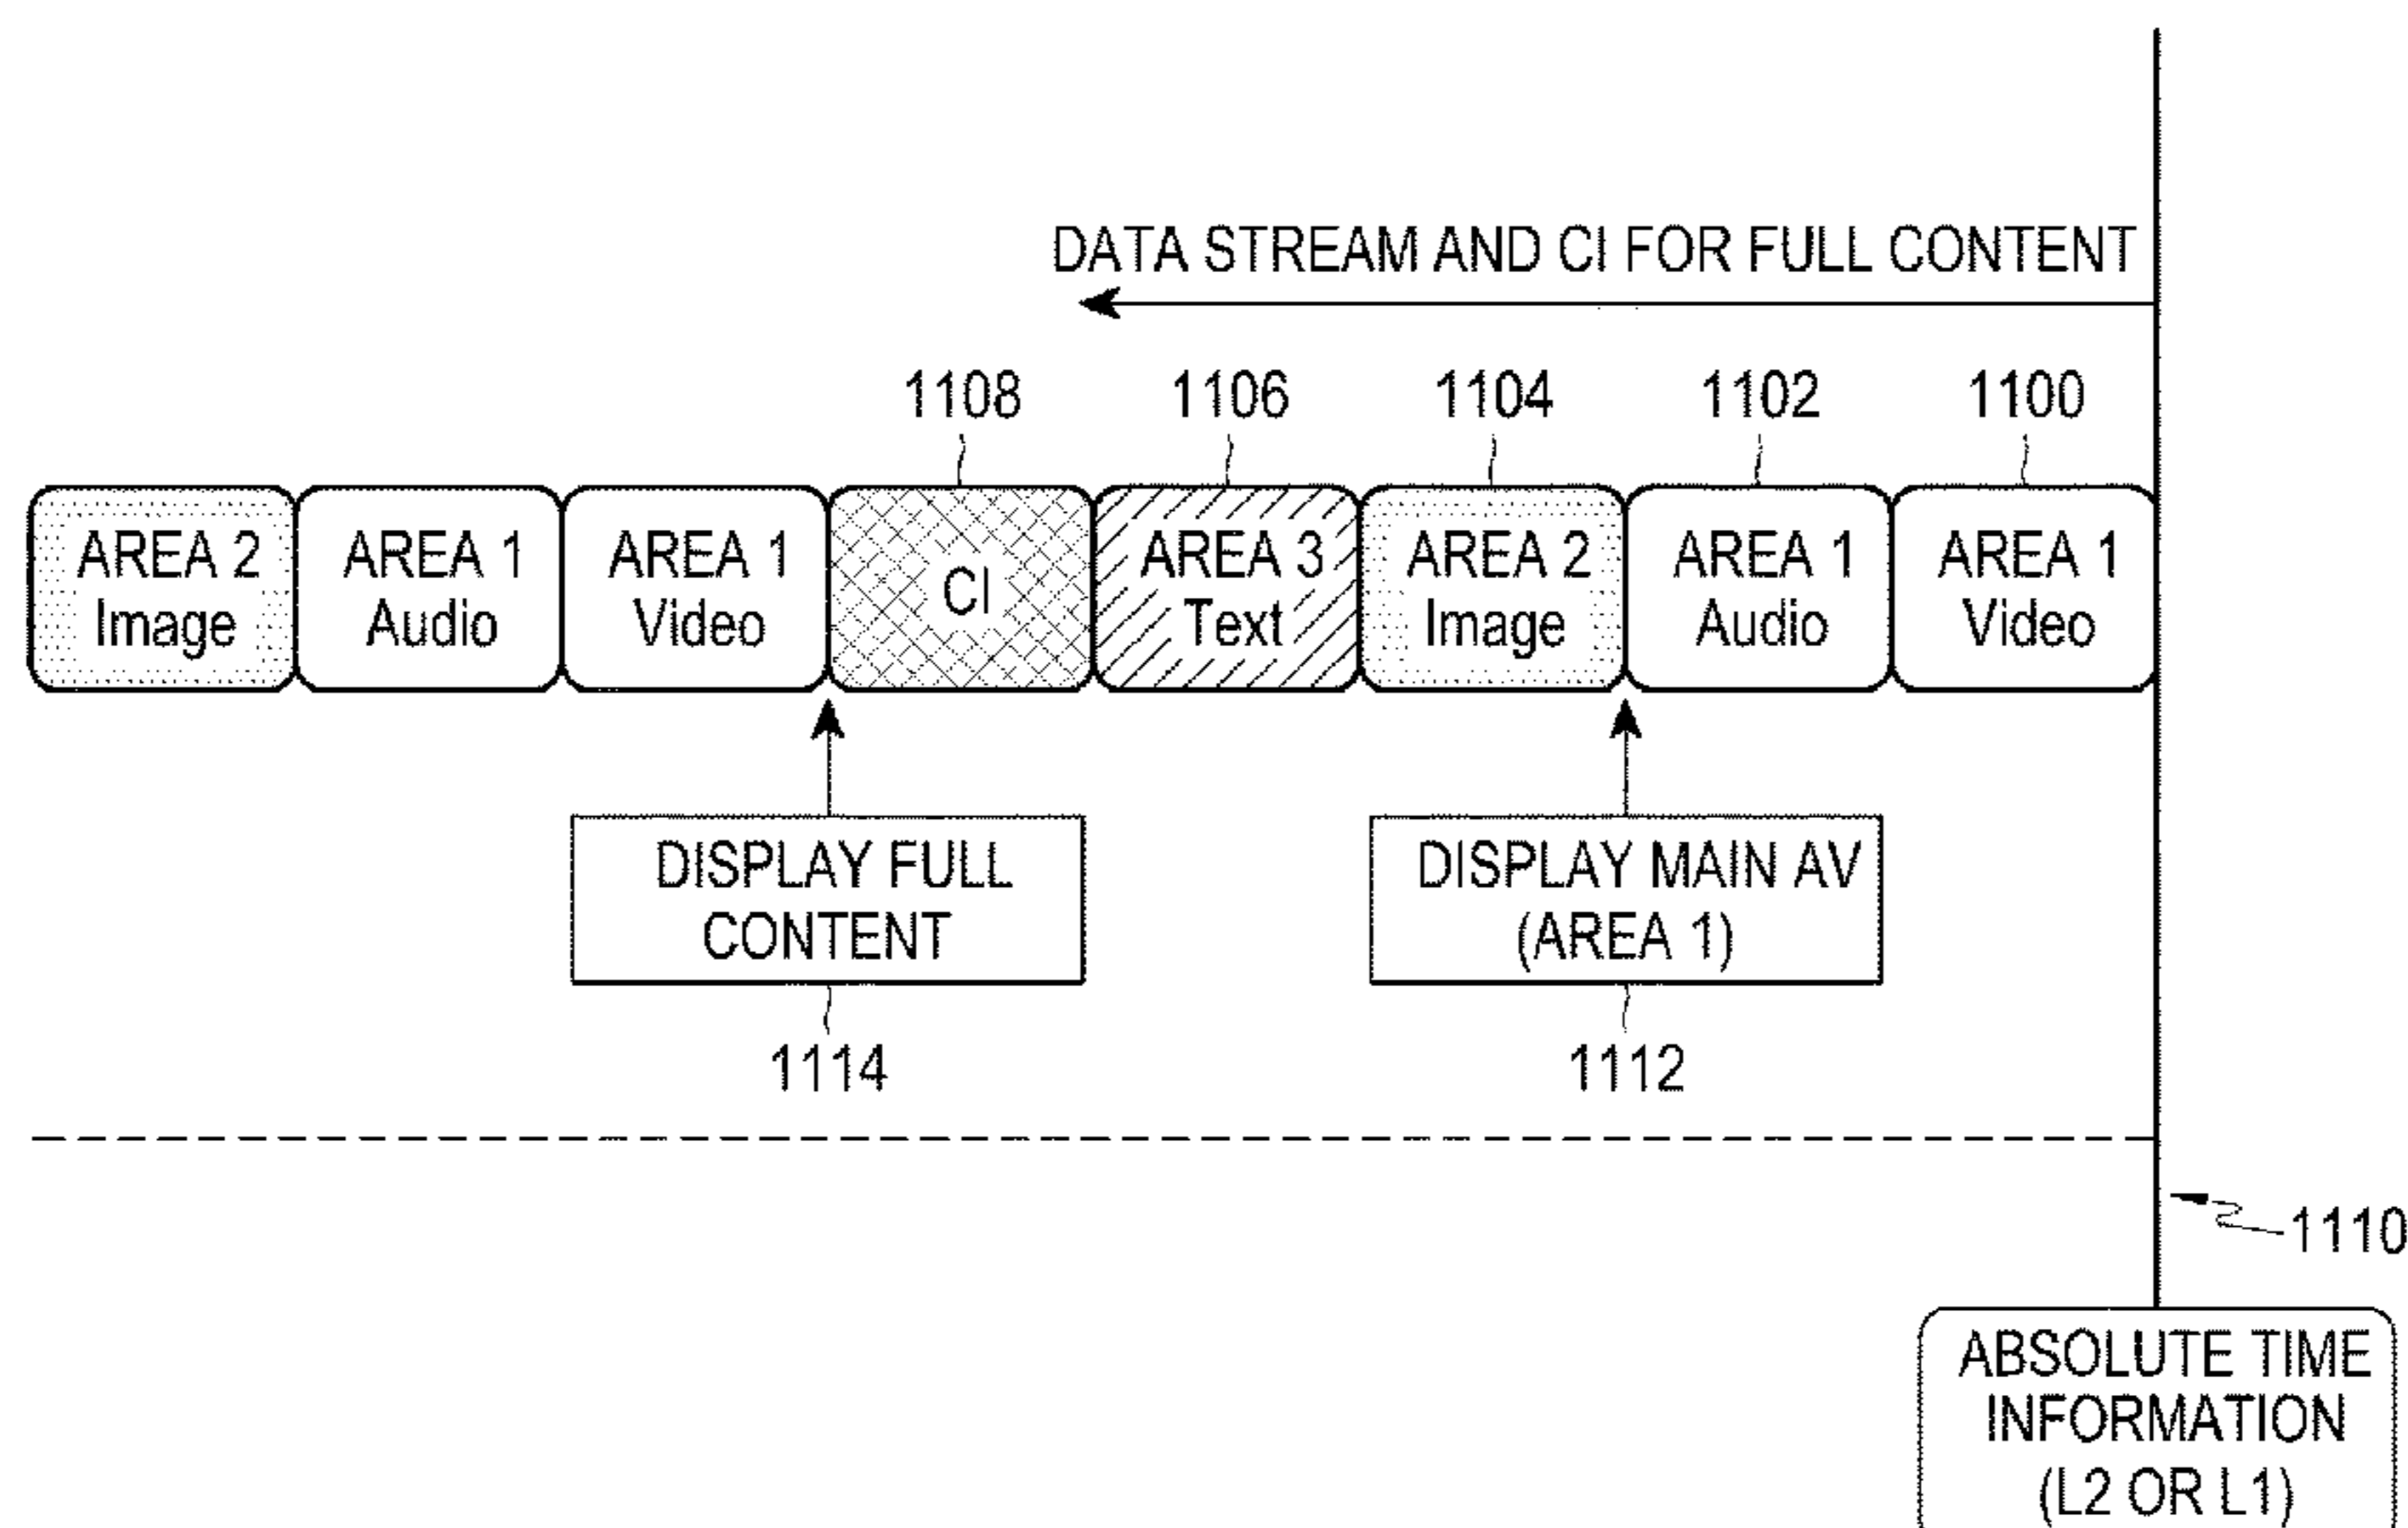 DATA STREAM AND CI FOR FULL CONTENT
1108
1106
1104
1102
1100
AREA 2
Image
AREA 1
Audio
AREA 1
Video
CI
AREA 3
Text
AREA 2
Image
AREA 1
Audio
AREA 1
Video
DISPLAY FULL
CONTENT
DISPLAY MAIN AV
(AREA 1)
1114
1112
1110
ABSOLUTE TIME
INFORMATION
(L2 OR L1)